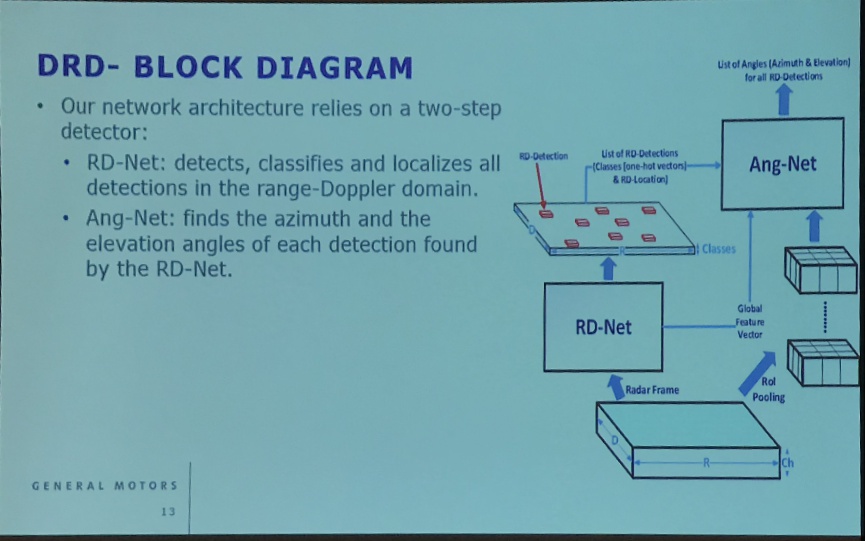 DRD- BLOCK DIAGRAM
• Our network architecture relies on a two-step
detector:
• RD-Net: detects, classifies and localizes all
detections in the range-Doppler domain.
• Ang-Net: finds the azimuth and the
elevation angles of each detection found
by the RD-Net.
List of Angles (Azimuth & Elevation)
for all RD-Detections
Ang-Net
RD-Detection
List of RD-Detections
(Classes [one-hot vectors]
& RD-Location)
D
R
Classes
RD-Net
Global
Feature
Vector
Radar Frame
RoI
Pooling
D
R
Ch
GENERAL MOTORS
13